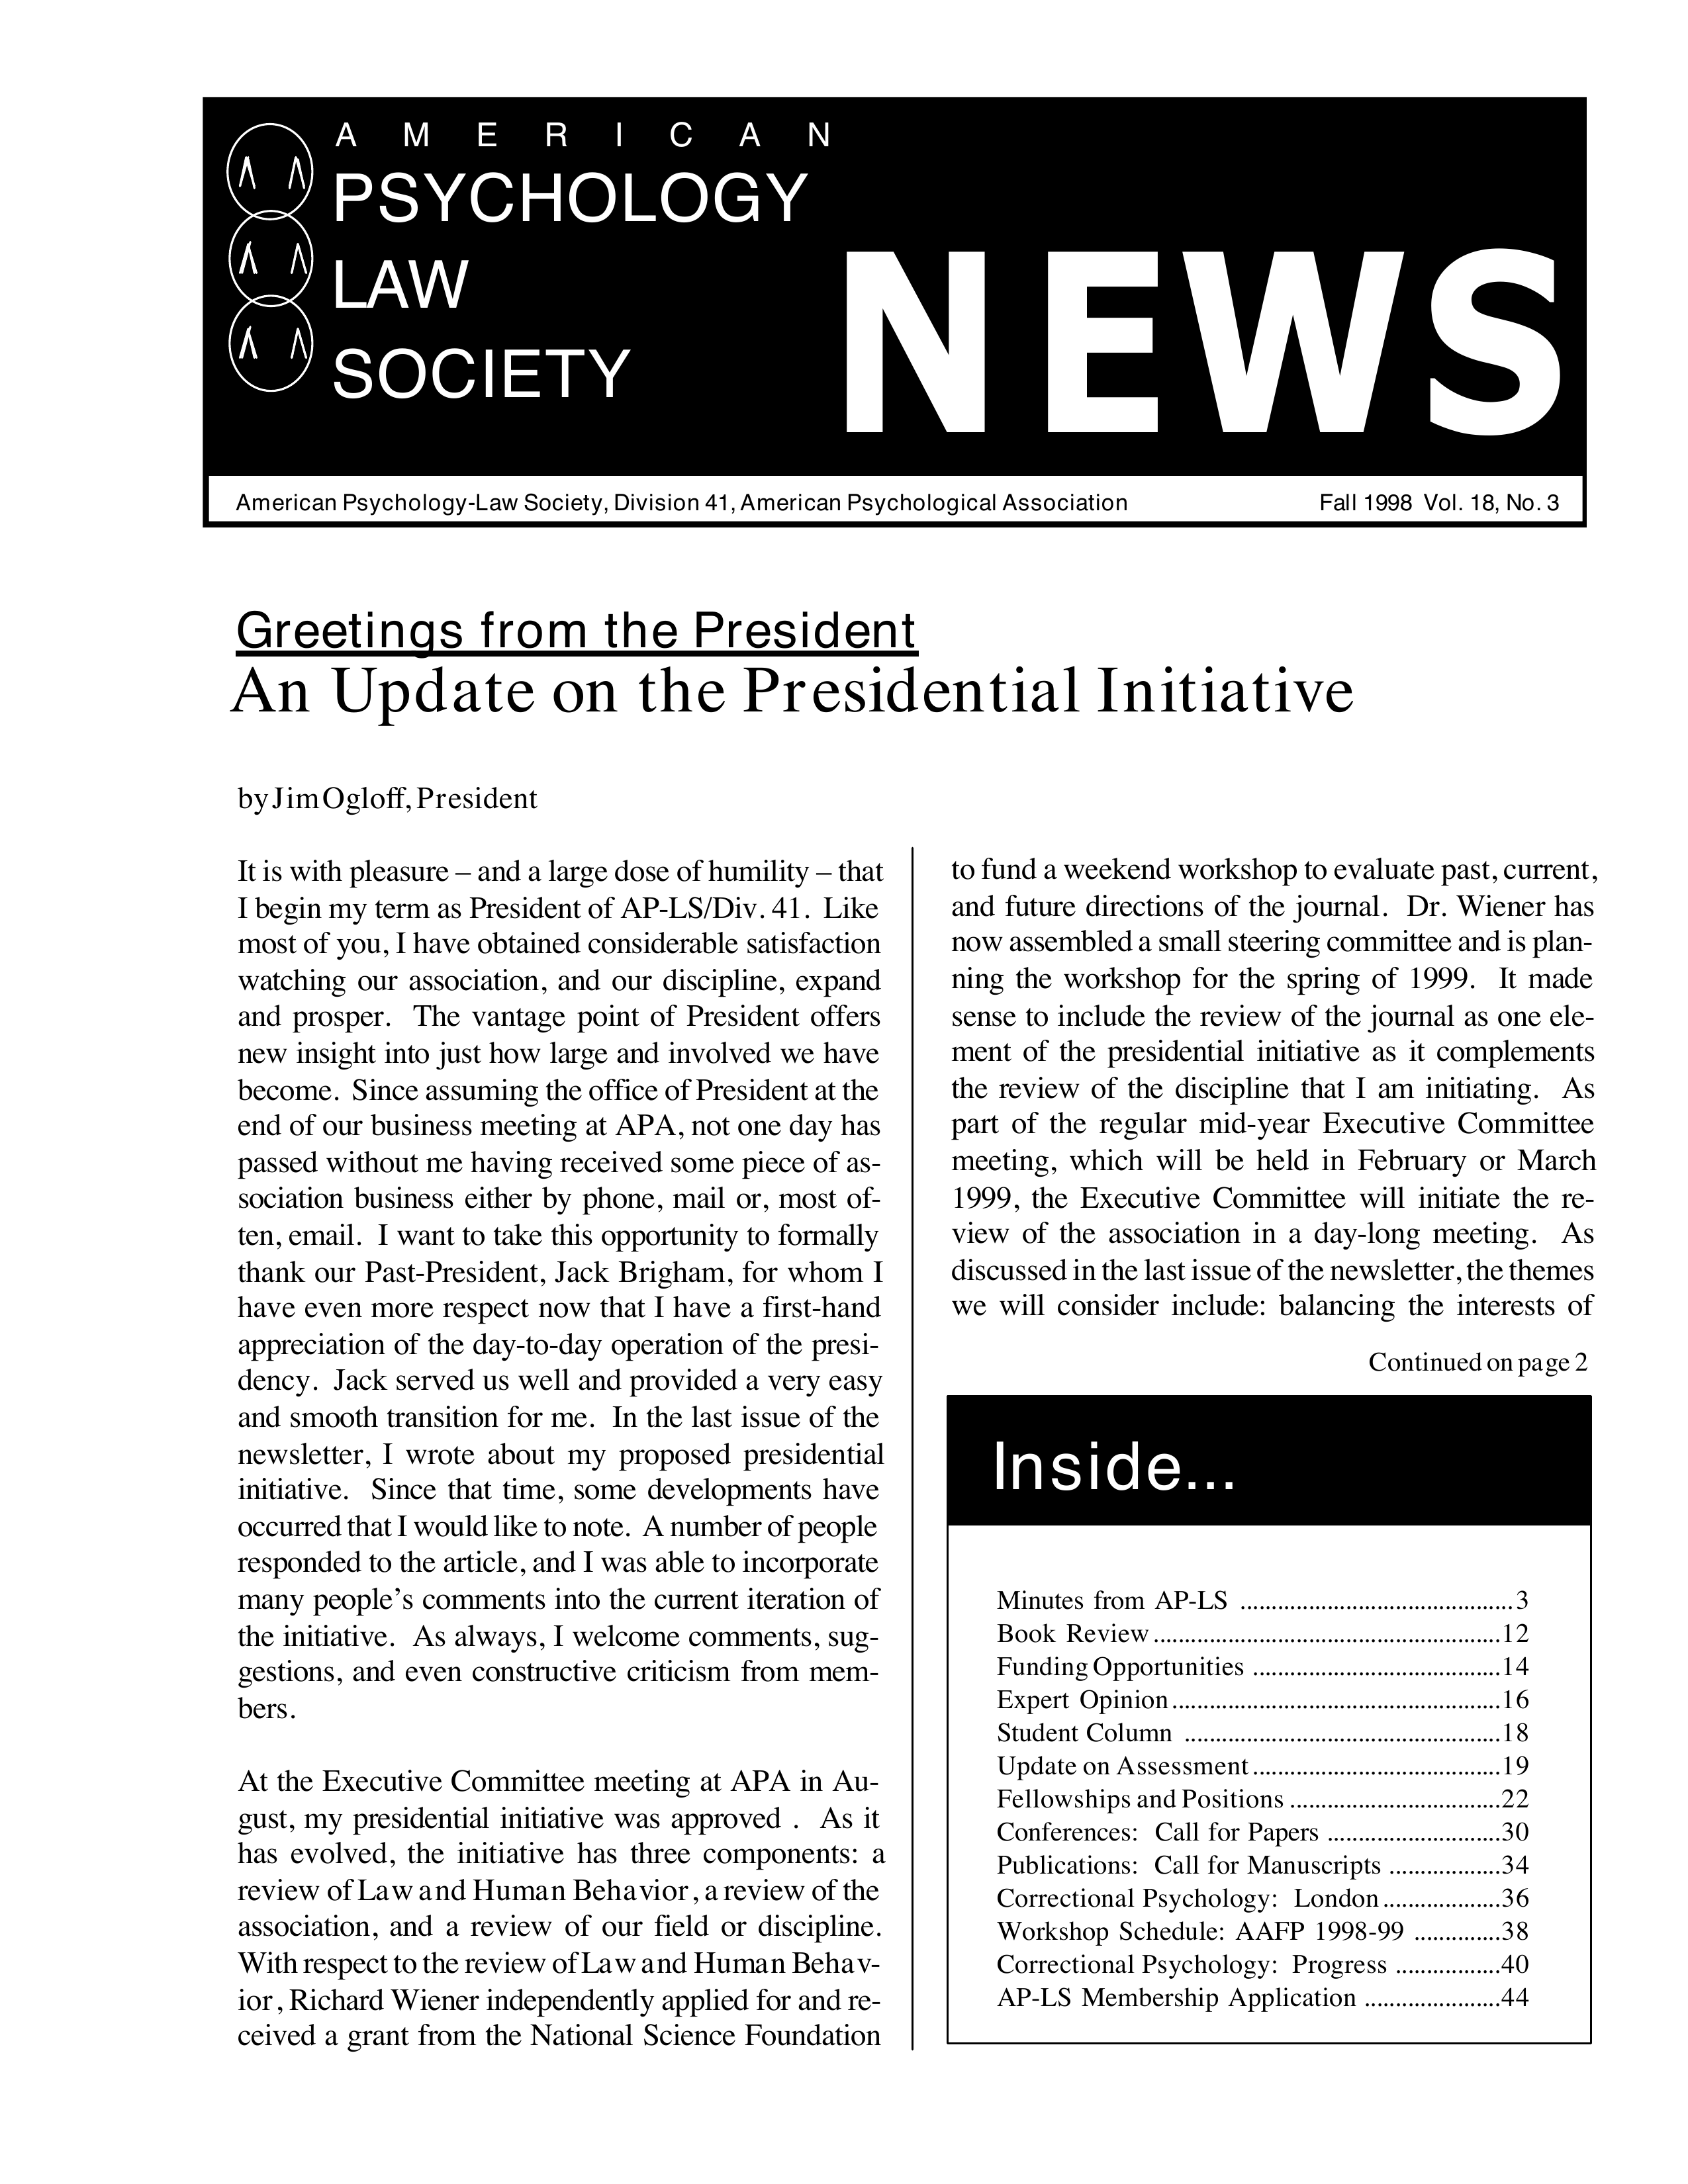 A M E R I C A N
PSYCHOLOGY
LAW
SOCIETY
NEWS
American Psychology-Law Society, Division 41, American Psychological Association Fall 1998 Vol. 18, No. 3
Greetings from the President
An Update on the Presidential Initiative
by Jim Ogloff, President
It is with pleasure – and a large dose of humility – that
I begin my term as President of AP-LS/Div. 41. Like
most of you, I have obtained considerable satisfaction
watching our association, and our discipline, expand
and prosper. The vantage point of President offers
new insight into just how large and involved we have
become. Since assuming the office of President at the
end of our business meeting at APA, not one day has
passed without me having received some piece of as-
sociation business either by phone, mail or, most of-
ten, email. I want to take this opportunity to formally
thank our Past-President, Jack Brigham, for whom I
have even more respect now that I have a first-hand
appreciation of the day-to-day operation of the presi-
dency. Jack served us well and provided a very easy
and smooth transition for me. In the last issue of the
newsletter, I wrote about my proposed presidential
initiative. Since that time, some developments have
occurred that I would like to note. A number of people
responded to the article, and I was able to incorporate
many people’s comments into the current iteration of
the initiative. As always, I welcome comments, sug-
gestions, and even constructive criticism from mem-
bers.
At the Executive Committee meeting at APA in Au-
gust, my presidential initiative was approved . As it
has evolved, the initiative has three components: a
review of Law and Human Behavior, a review of the
association, and a review of our field or discipline.
With respect to the review of Law and Human Behav-
ior, Richard Wiener independently applied for and re-
ceived a grant from the National Science Foundation
to fund a weekend workshop to evaluate past, current,
and future directions of the journal. Dr. Wiener has
now assembled a small steering committee and is plan-
ning the workshop for the spring of 1999. It made
sense to include the review of the journal as one ele-
ment of the presidential initiative as it complements
the review of the discipline that I am initiating. As
part of the regular mid-year Executive Committee
meeting, which will be held in February or March
1999, the Executive Committee will initiate the re-
view of the association in a day-long meeting. As
discussed in the last issue of the newsletter, the themes
we will consider include: balancing the interests of
Continued on page 2
Inside...
Minutes from AP-LS ............................................3
Book Review........................................................12
Funding Opportunities ........................................14
Expert Opinion.....................................................16
Student Column ...................................................18
Update on Assessment........................................19
Fellowships and Positions ..................................22
Conferences: Call for Papers ............................30
Publications: Call for Manuscripts ..................34
Correctional Psychology: London...................36
Workshop Schedule: AAFP 1998-99 ..............38
Correctional Psychology: Progress .................40
AP-LS Membership Application ......................44